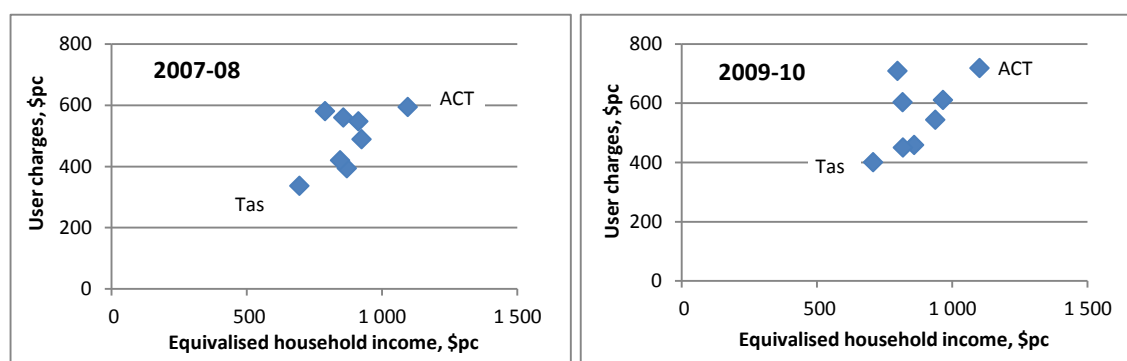 2007-08
User charges, $pc
800
600
400
200
0
ACT
Tas
0 500 1 000 1 500
Equivalised household income, $pc
2009-10
User charges, $pc
800
600
400
200
0
ACT
Tas
0 500 1 000 1 500
Equivalised household income, $pc